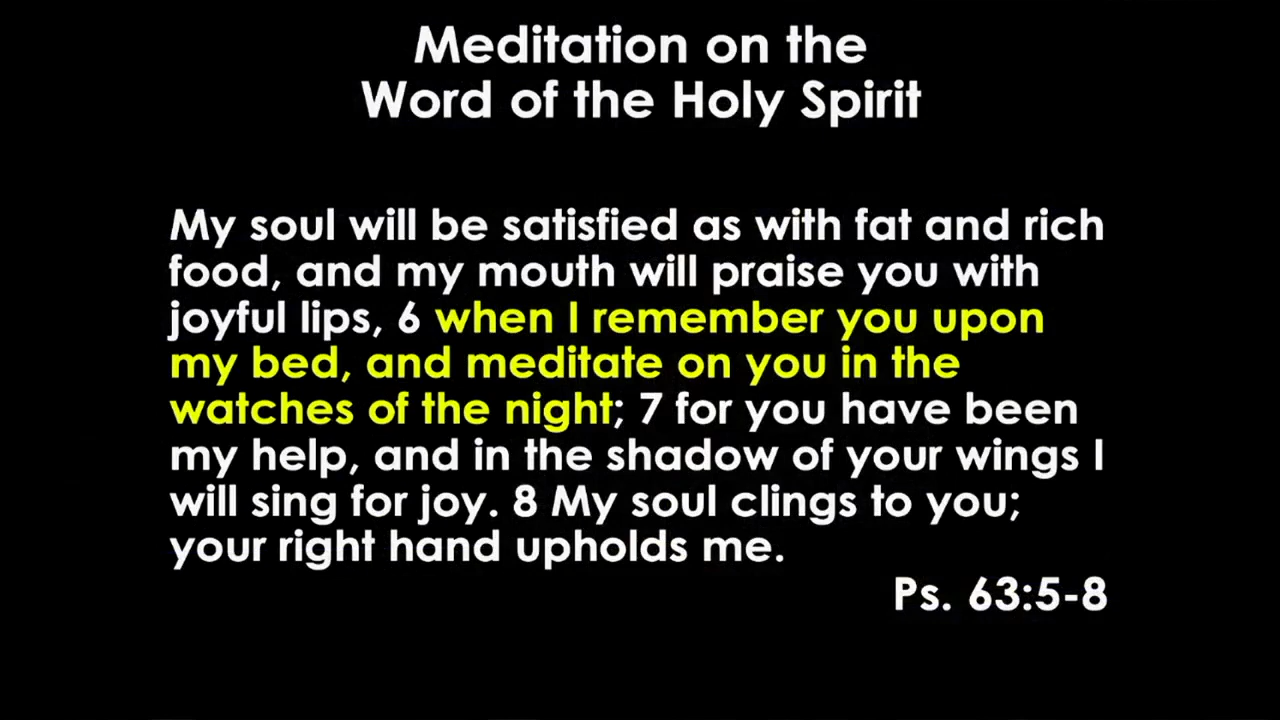 Meditation on the
Word of the Holy Spirit
My soul will be satisfied as with fat and rich
food, and my mouth will praise you with
joyful lips, 6 when I remember you upon
my bed, and meditate on you in the
watches of the night; 7 for you have been
my help, and in the shadow of your wings I
will sing for joy. 8 My soul clings to you;
your right hand upholds me.
Ps. 63:5-8